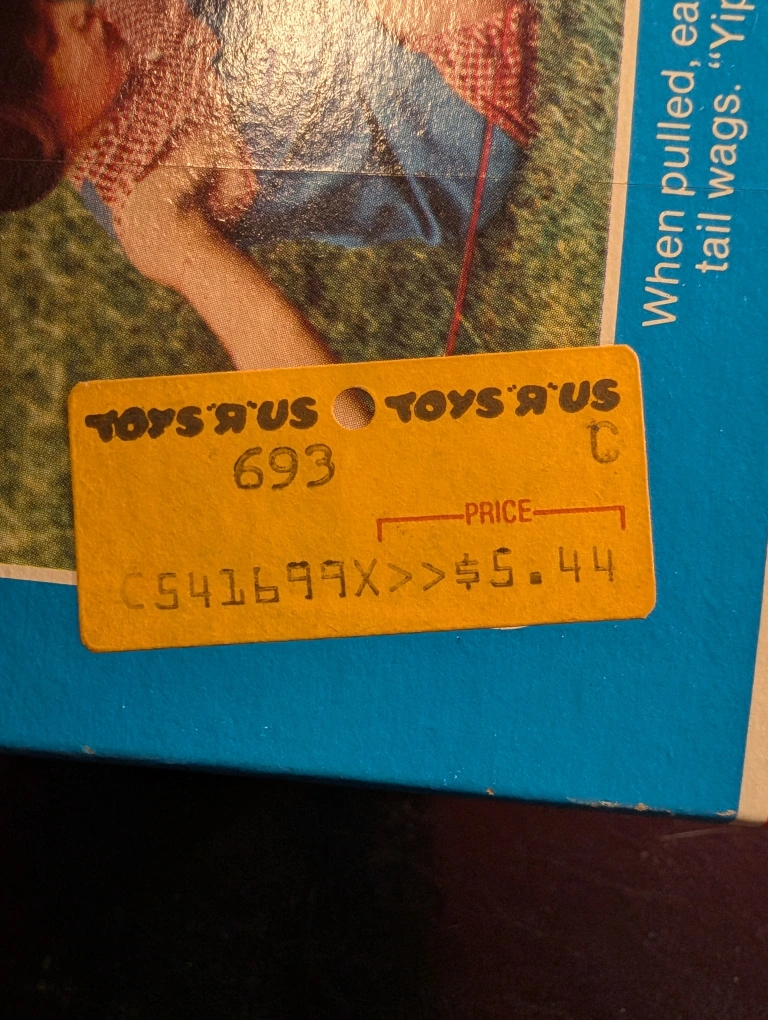 When pulled, ea
tail wags. “Yip
TOYS"R"US TOYS"R"US
693 C
PRICE
C541699X>>$5.44